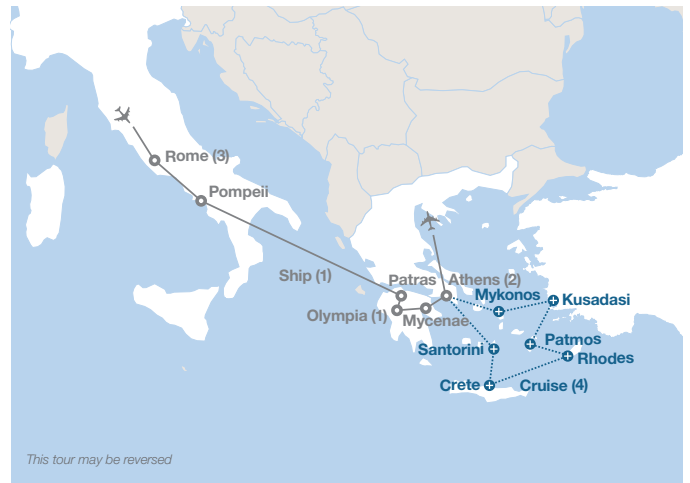 Rome (3)
Pompeii
Ship (1)
Patras
Athens (2)
Mykonos
Kusadasi
Olympia (1)
Mycenae
Santorini
Patmos
Rhodes
Crete
Cruise (4)
This tour may be reversed